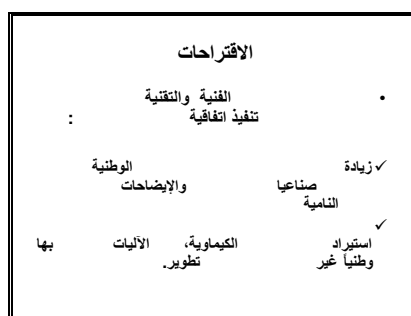 الاقتراحات
• الفنية والتقنية
تنفيذ اتفاقية :
✓ زيادة الوطنية
صناعيا والإيضاحات
النامية
✓
استيراد الكيماوية، الآليات بها
وطنياً غير تطوير.